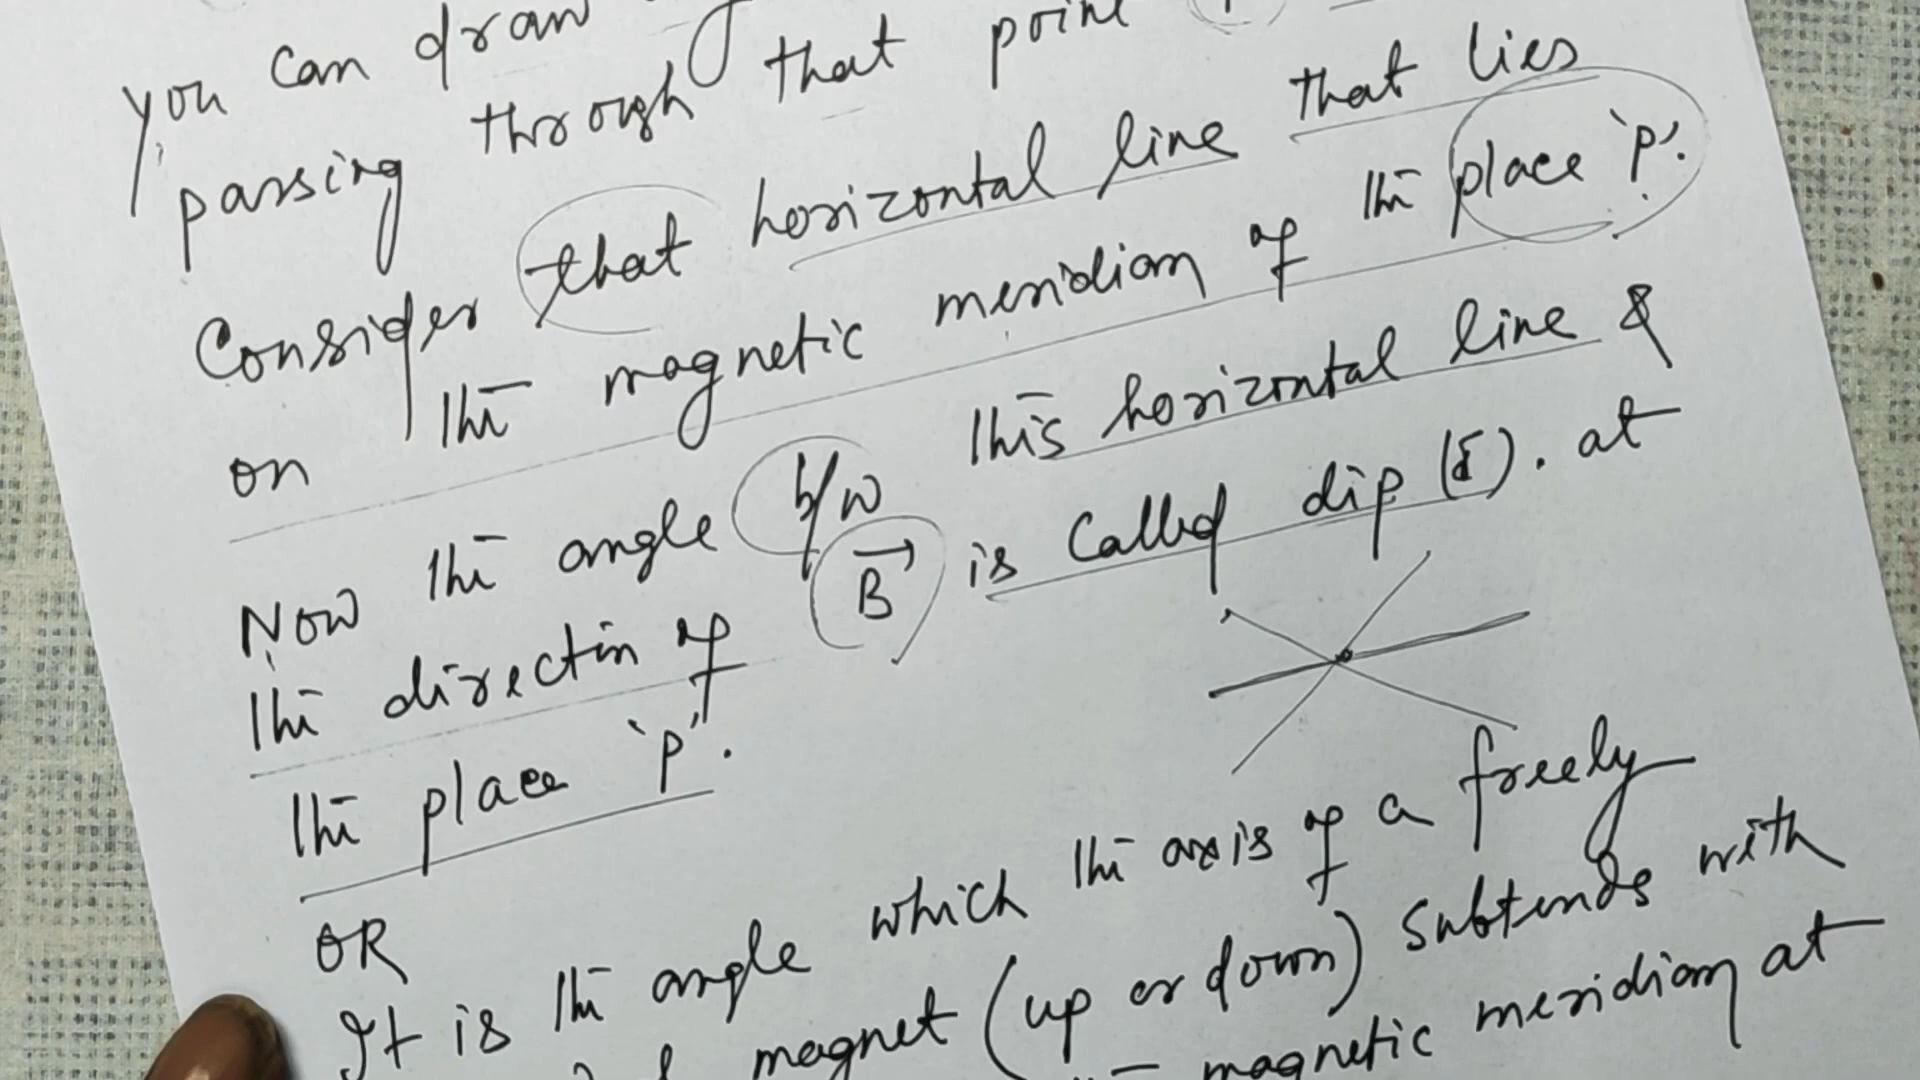 you can draw
passing through that point
Consider that horizontal line that lies
on the magnetic meridian of the place 'P'.
Now the angle b/w this horizontal line &
the directin of B is called dip (δ). at
the place 'P'.
OR
It is the angle which the axis of a freely
magnet (up or down) subtends with
magnetic meridian at